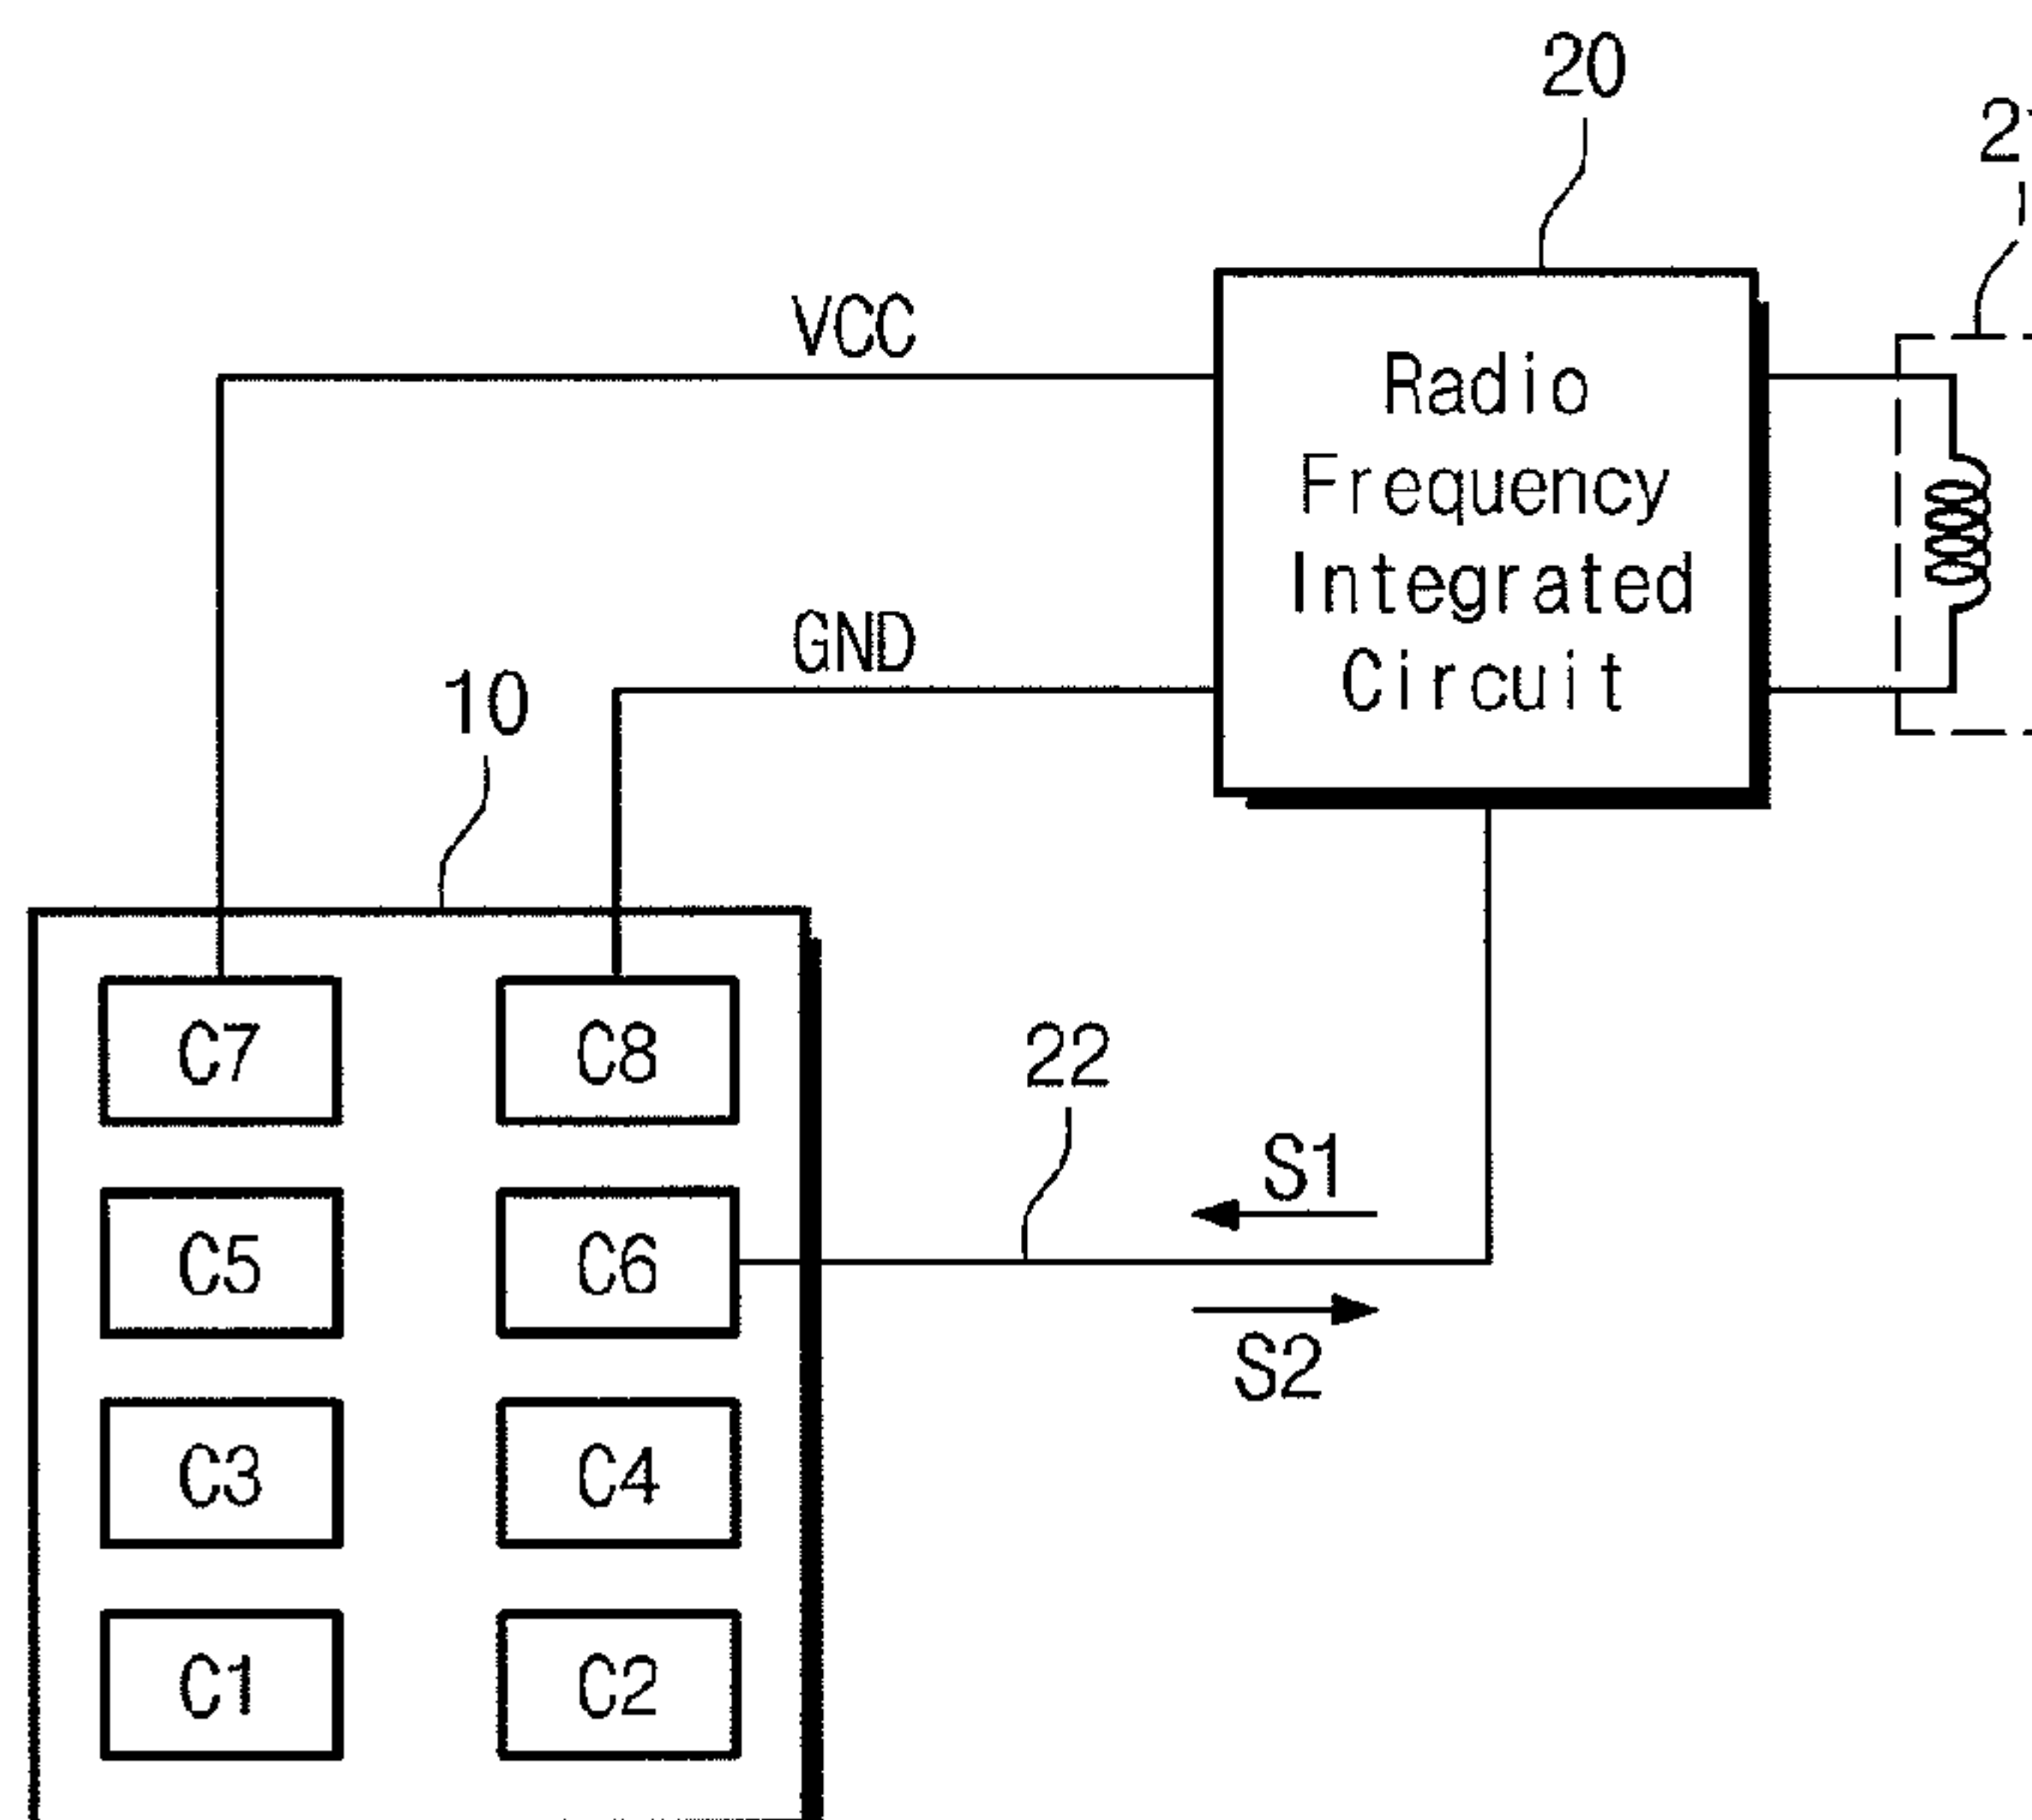 20
VCC
Radio
Frequency
Integrated
Circuit
GND
10
C7
C8
22
S1
C5
C6
S2
C3
C4
C1
C2